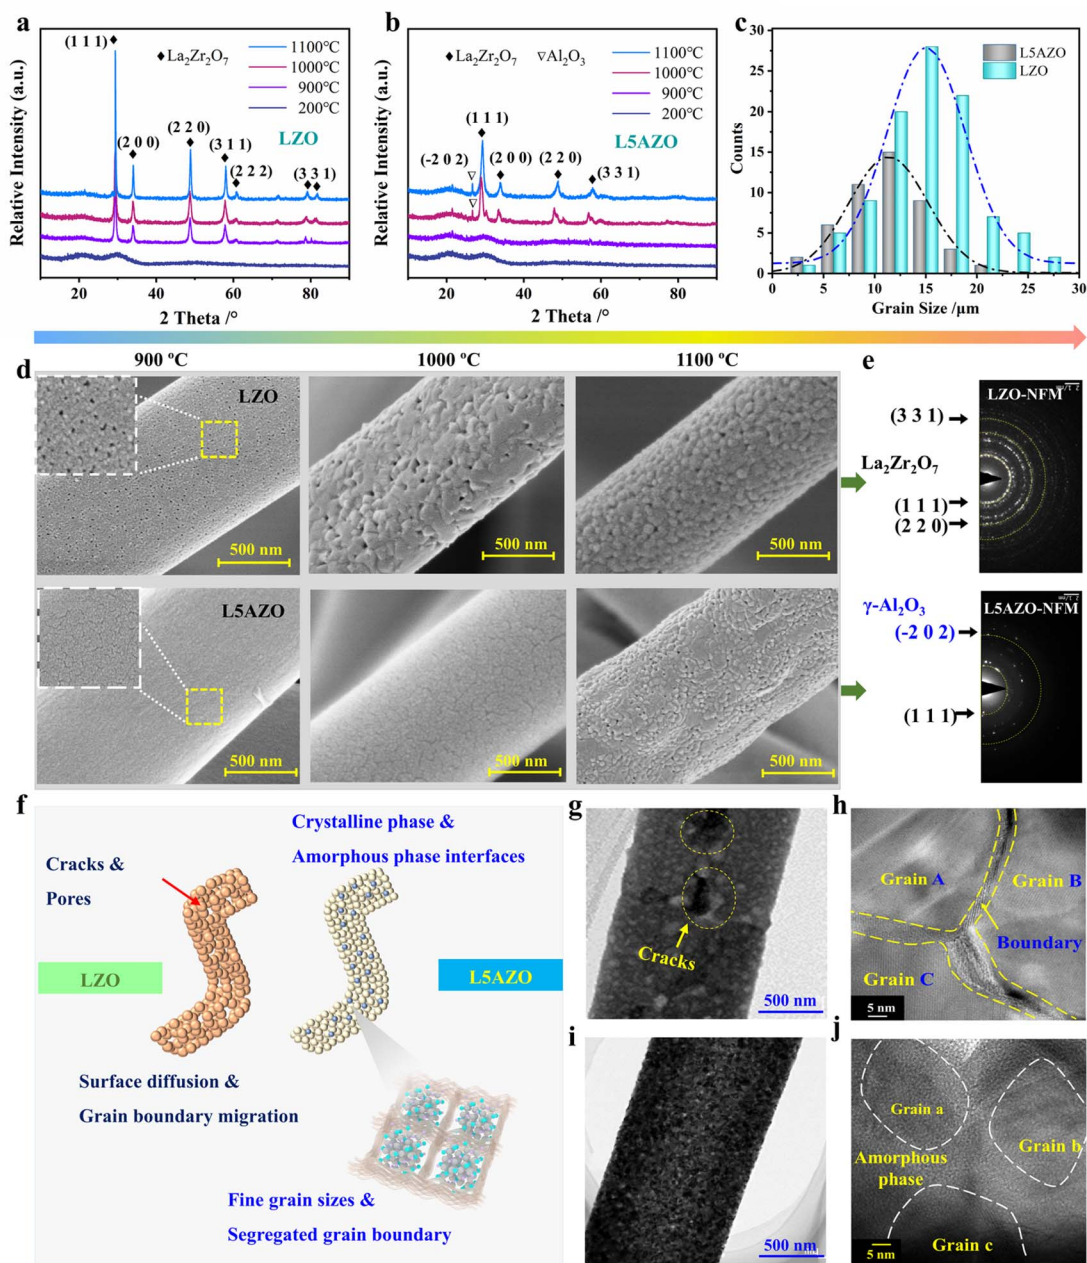 a
Relative Intensity (a.u.)
(1 1 1)
♦La₂Zr₂O₇
1100°C
1000°C
900°C
200°C
LZO
(2 0 0)
(2 2 0)
(3 1 1)
(2 2 2)
(3 3 1)
20
40
60
80
2 Theta /°
b
Relative Intensity (a.u.)
♦La₂Zr₂O₇ ▽Al₂O₃
1100°C
1000°C
900°C
200°C
L5AZO
(1 1 1)
(-2 0 2)
(2 0 0)
(2 2 0)
(3 3 1)
20
40
60
80
2 Theta /°
c
Counts
30
25
20
15
10
5
0
L5AZO
LZO
0
5
10
15
20
25
30
Grain Size /μm
900 °C
1000 °C
1100 °C
d
LZO
500 nm
500 nm
500 nm
L5AZO
500 nm
500 nm
500 nm
e
LZO-NFM
(3 3 1)
La₂Zr₂O₇
(1 1 1)
(2 2 0)
L5AZO-NFM
γ-Al₂O₃
(-2 0 2)
(1 1 1)
f
Crystalline phase &
Amorphous phase interfaces
Cracks &
Pores
LZO
L5AZO
Surface diffusion &
Grain boundary migration
Fine grain sizes &
Segregated grain boundary
g
Cracks
500 nm
h
Grain A
Grain B
Boundary
Grain C
5 nm
i
500 nm
j
Grain a
Grain b
Amorphous
phase
Grain c
5 nm